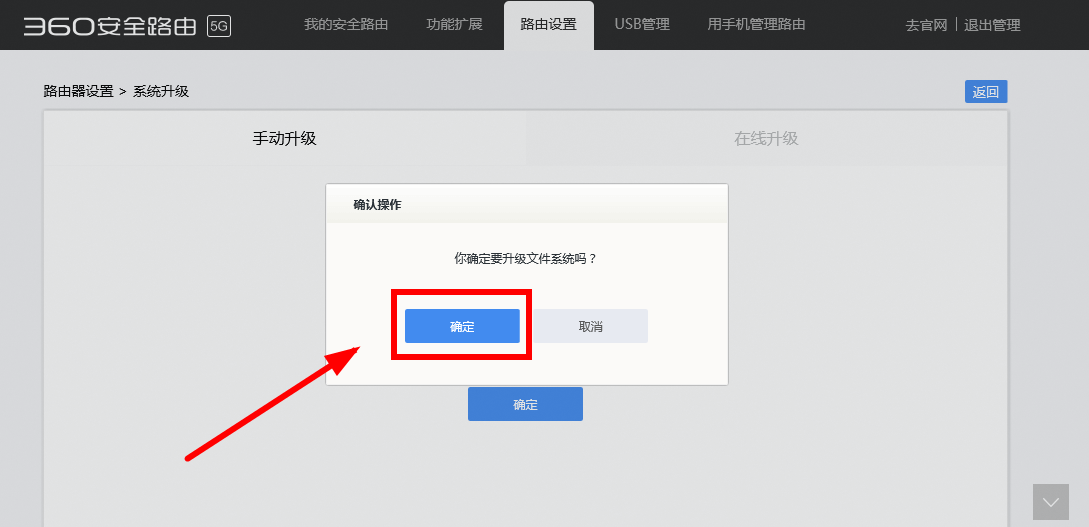 360安全路由 5G 我的安全路由 功能扩展 路由设置 USB管理 用手机管理路由 去官网 | 退出管理
路由器设置 > 系统升级 返回
手动升级 在线升级
确认操作
你确定要升级文件系统吗？
确定 取消
确定